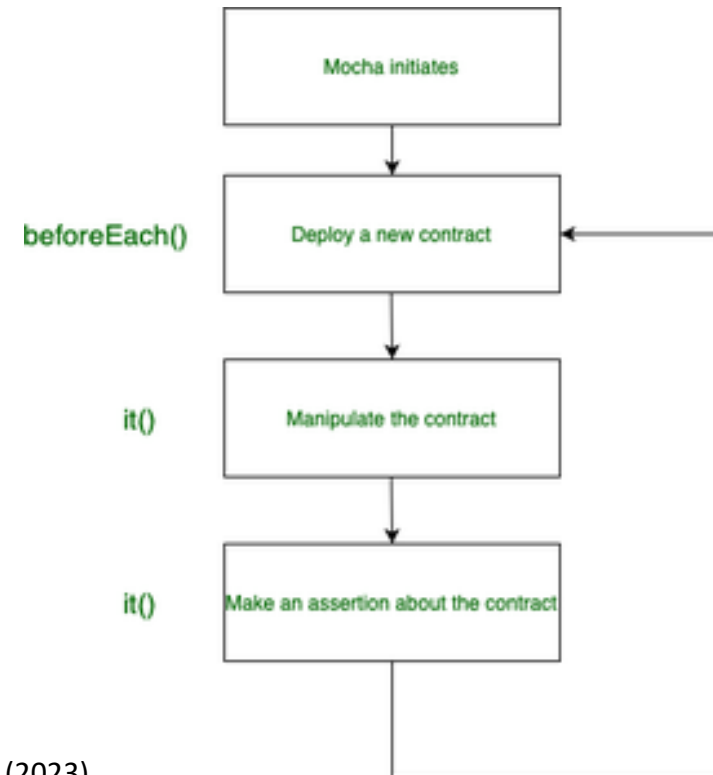 Mocha initiates
beforeEach()
Deploy a new contract
it()
Manipulate the contract
it()
Make an assertion about the contract
(2023)